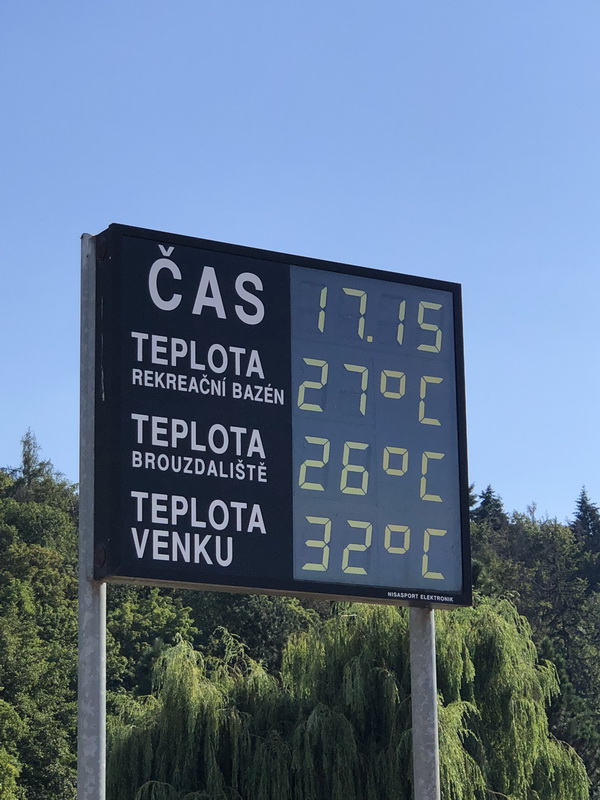 ČAS 17.15
TEPLOTA
REKREAČNÍ BAZÉN 27°C
TEPLOTA
BROUZDALIŠTĚ 26°C
TEPLOTA
VENKU 32°C
NISASPORT ELEKTRONIK